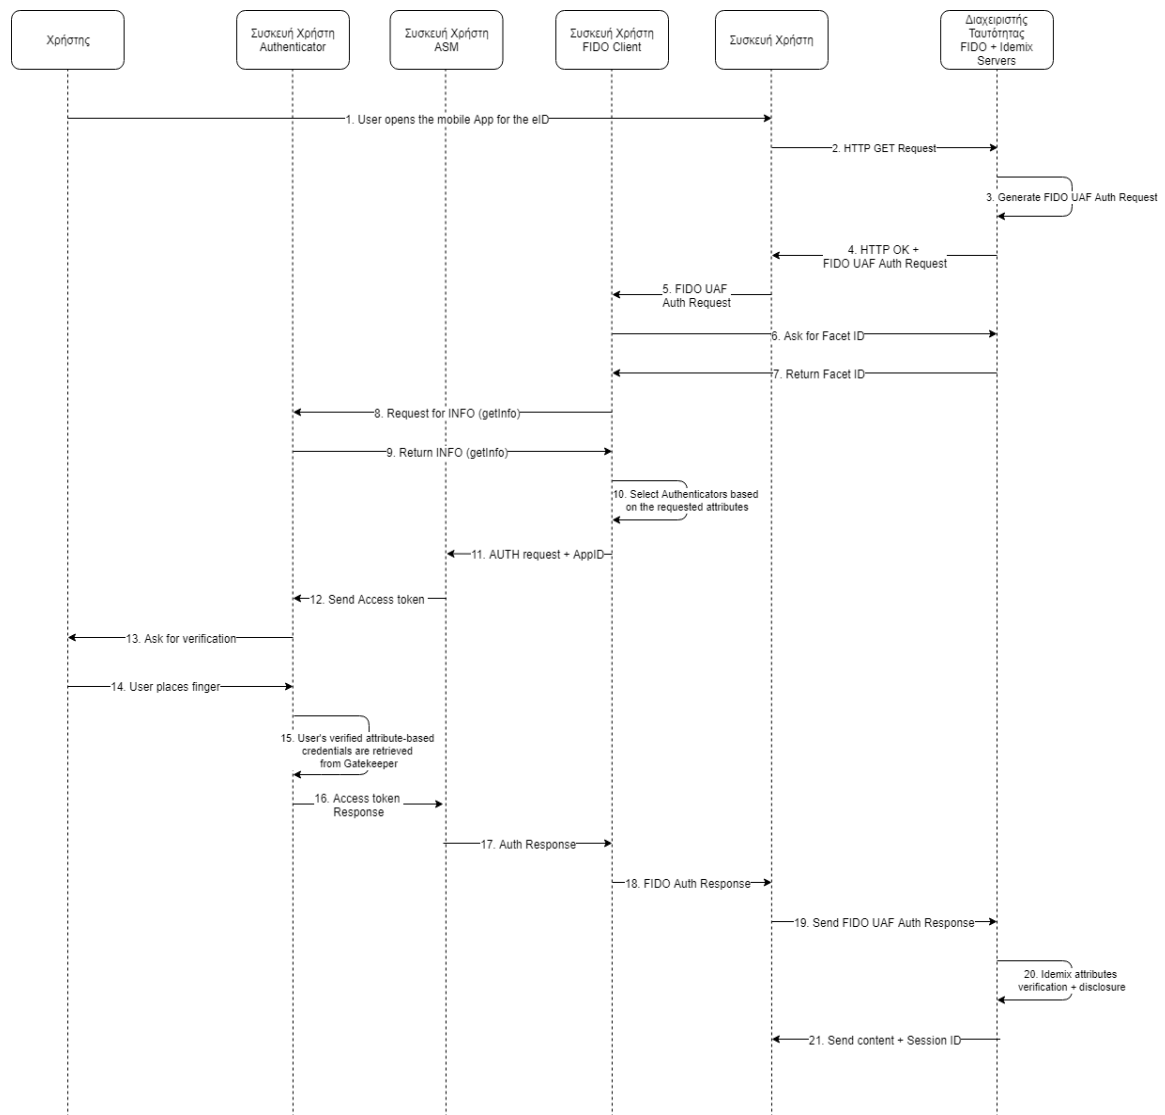 Χρήστης
Συσκευή Χρήστη
Authenticator
Συσκευή Χρήστη
ASM
Συσκευή Χρήστη
FIDO Client
Συσκευή Χρήστη
Διαχειριστής
Ταυτότητας
FIDO + Idemix
Servers
1. User opens the mobile App for the eID
2. HTTP GET Request
3. Generate FIDO UAF Auth Request
4. HTTP OK +
FIDO UAF Auth Request
5. FIDO UAF
Auth Request
6. Ask for Facet ID
7. Return Facet ID
8. Request for INFO (getInfo)
9. Return INFO (getInfo)
10. Select Authenticators based
on the requested attributes
11. AUTH request + AppID
12. Send Access token
13. Ask for verification
14. User places finger
15. User's verified attribute-based
credentials are retrieved
from Gatekeeper
16. Access token
Response
17. Auth Response
18. FIDO Auth Response
19. Send FIDO UAF Auth Response
20. Idemix attributes
verification + disclosure
21. Send content + Session ID